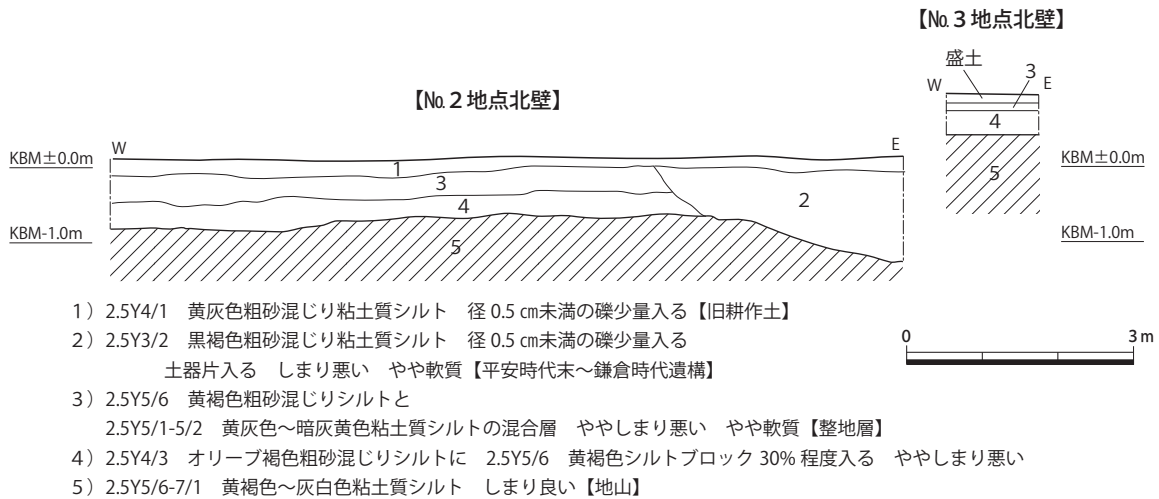 【№３地点北壁】
盛土
3
W
E
4
5
KBM±0.0m
KBM-1.0m
【№２地点北壁】
W
E
KBM±0.0m
KBM-1.0m
1
3
4
2
5
0
3 m
1）2.5Y4/1　黄灰色粗砂混じり粘土質シルト　径 0.5 ㎝未満の礫少量入る【旧耕作土】
2）2.5Y3/2　黒褐色粗砂混じり粘土質シルト　径 0.5 ㎝未満の礫少量入る
土器片入る　しまり悪い　やや軟質【平安時代末～鎌倉時代遺構】
3）2.5Y5/6　黄褐色粗砂混じりシルトと
2.5Y5/1-5/2　黄灰色～暗灰黄色粘土質シルトの混合層　ややしまり悪い　やや軟質【整地層】
4）2.5Y4/3　オリーブ褐色粗砂混じりシルトに　2.5Y5/6　黄褐色シルトブロック 30% 程度入る　ややしまり悪い
5）2.5Y5/6-7/1　黄褐色～灰白色粘土質シルト　しまり良い【地山】